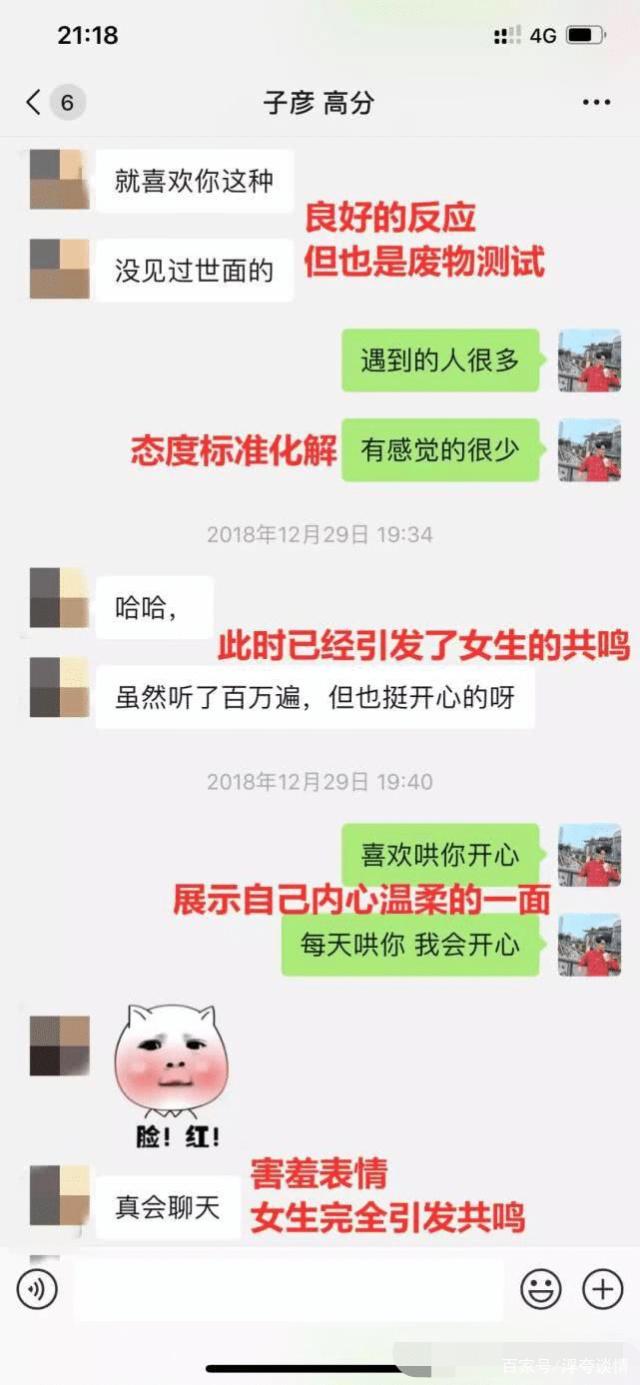 21:18
4G
6
子彦 高分
就喜欢你这种
良好的反应
但也是废物测试
没见过世面的
遇到的人很多
态度标准化解
有感觉的很少
2018年12月29日 19:34
哈哈，
此时已经引发了女生的共鸣
虽然听了百万遍，但也挺开心的呀
2018年12月29日 19:40
喜欢哄你开心
展示自己内心温柔的一面
每天哄你 我会开心
脸！红！
害羞表情
真会聊天
女生完全引发共鸣
百家号/浮夸谈情